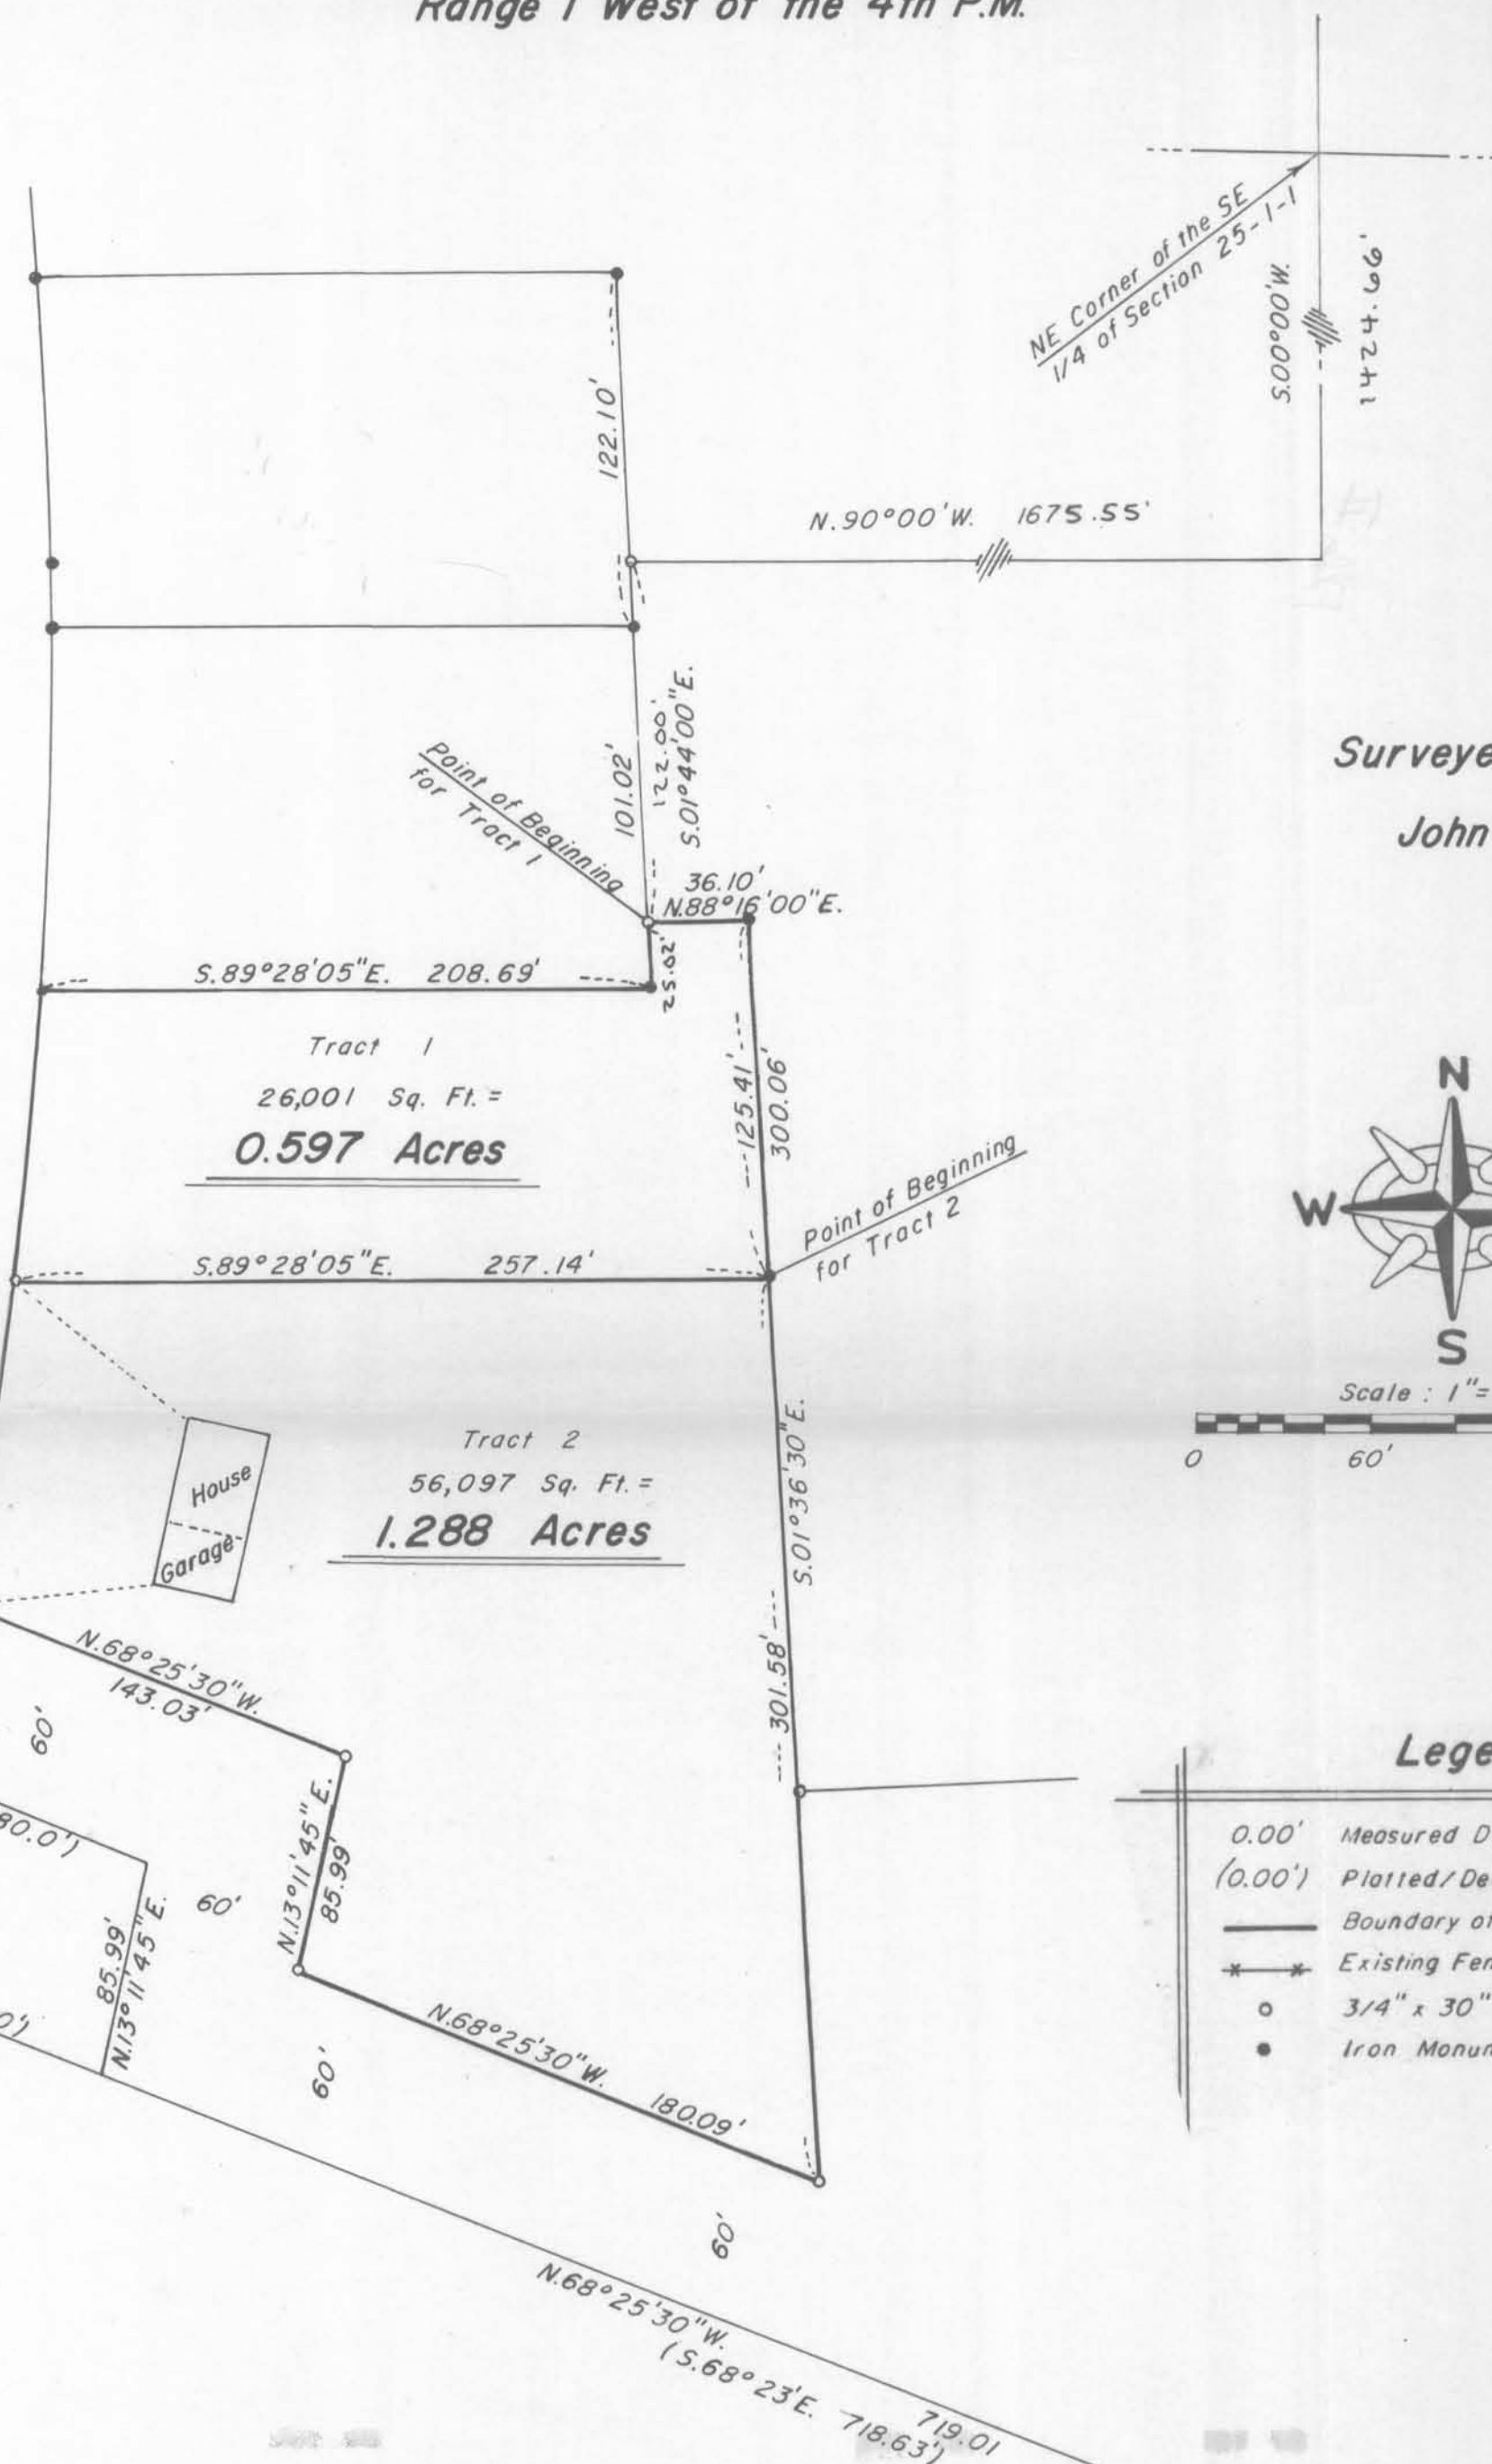 Range 1 West of the 4th P.M.
NE Corner of the SE
1/4 of Section 25-1-1
S.00°00'W.
1424.66'
122.10'
N.90°00'W. 1675.55'
Surveye
John
Point of Beginning
for Tract 1
101.02'
122.00'
S.01°44'00"E.
36.10'
N.88°16'00"E.
25.02'
S.89°28'05"E. 208.69'
Tract 1
26,001 Sq. Ft. =
0.597 Acres
125.41'
300.06'
Point of Beginning
for Tract 2
N
W
S
S.89°28'05"E. 257.14'
Scale : 1"=
0 60'
Tract 2
56,097 Sq. Ft. =
1.288 Acres
House
Garage
S.01°36'30"E.
301.58'
N.68°25'30"W.
143.03'
60'
80.0')
60'
85.99'
N.13°11'45"E.
N.13°11'45"E.
85.99'
0')
60'
N.68°25'30"W. 180.09'
60'
N.68°25'30"W. 719.01
(S.68°23'E. 718.63')
Lege
0.00' Measured D
(0.00') Platted/De
Boundary of
Existing Fen
3/4" x 30"
Iron Monum